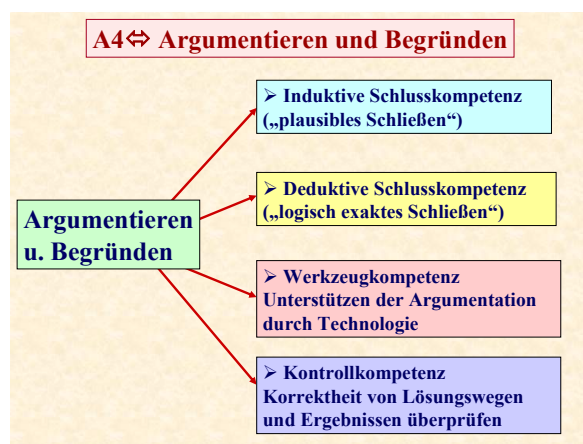 A4⇔ Argumentieren und Begründen
➢ Induktive Schlusskompetenz
(„plausibles Schließen“)
➢ Deduktive Schlusskompetenz
(„logisch exaktes Schließen“)
Argumentieren
u. Begründen
➢ Werkzeugkompetenz
Unterstützen der Argumentation
durch Technologie
➢ Kontrollkompetenz
Korrektheit von Lösungswegen
und Ergebnissen überprüfen